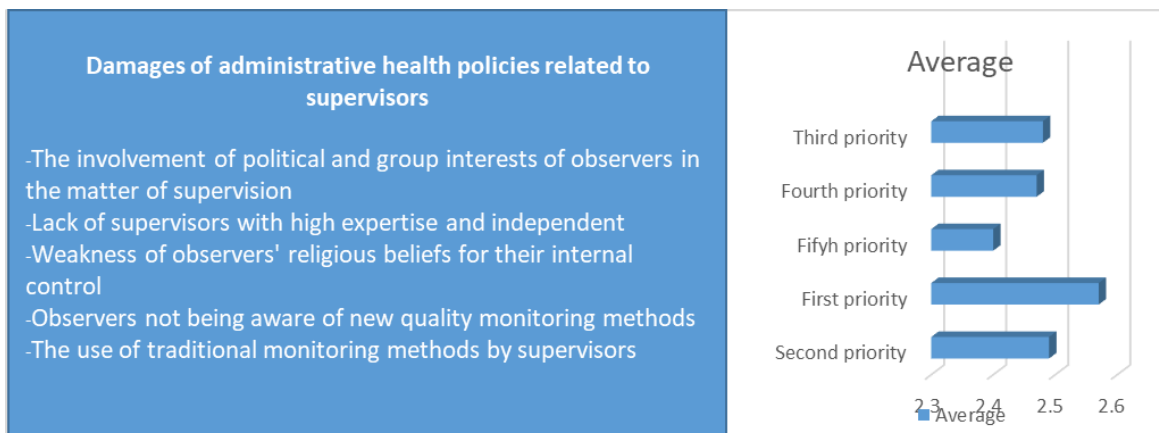 Damages of administrative health policies related to
supervisors
-The involvement of political and group interests of observers in
the matter of supervision
-Lack of supervisors with high expertise and independent
-Weakness of observers' religious beliefs for their internal
control
-Observers not being aware of new quality monitoring methods
-The use of traditional monitoring methods by supervisors
Average
Third priority
Fourth priority
Fifyh priority
First priority
Second priority
2.3 2.4 2.5 2.6
Average